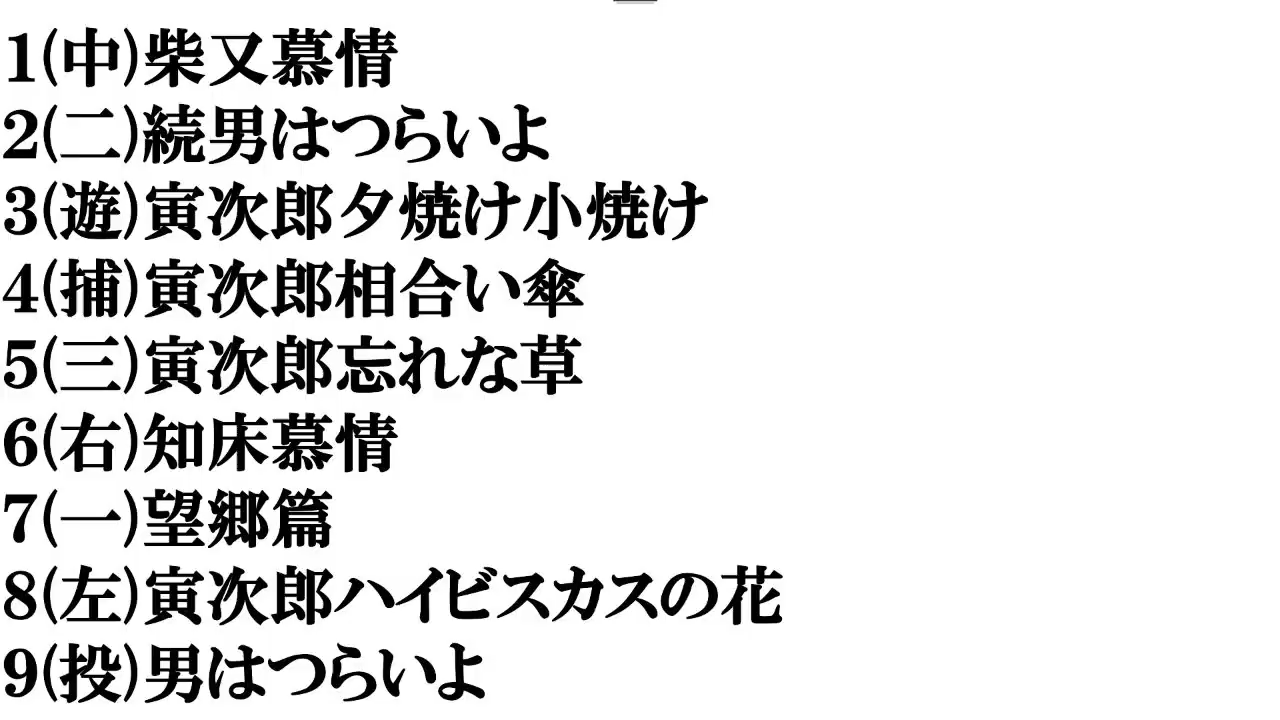 1(中)柴又慕情
2(二)続男はつらいよ
3(遊)寅次郎夕焼け小焼け
4(捕)寅次郎相合い傘
5(三)寅次郎忘れな草
6(右)知床慕情
7(一)望郷篇
8(左)寅次郎ハイビスカスの花
9(投)男はつらいよ